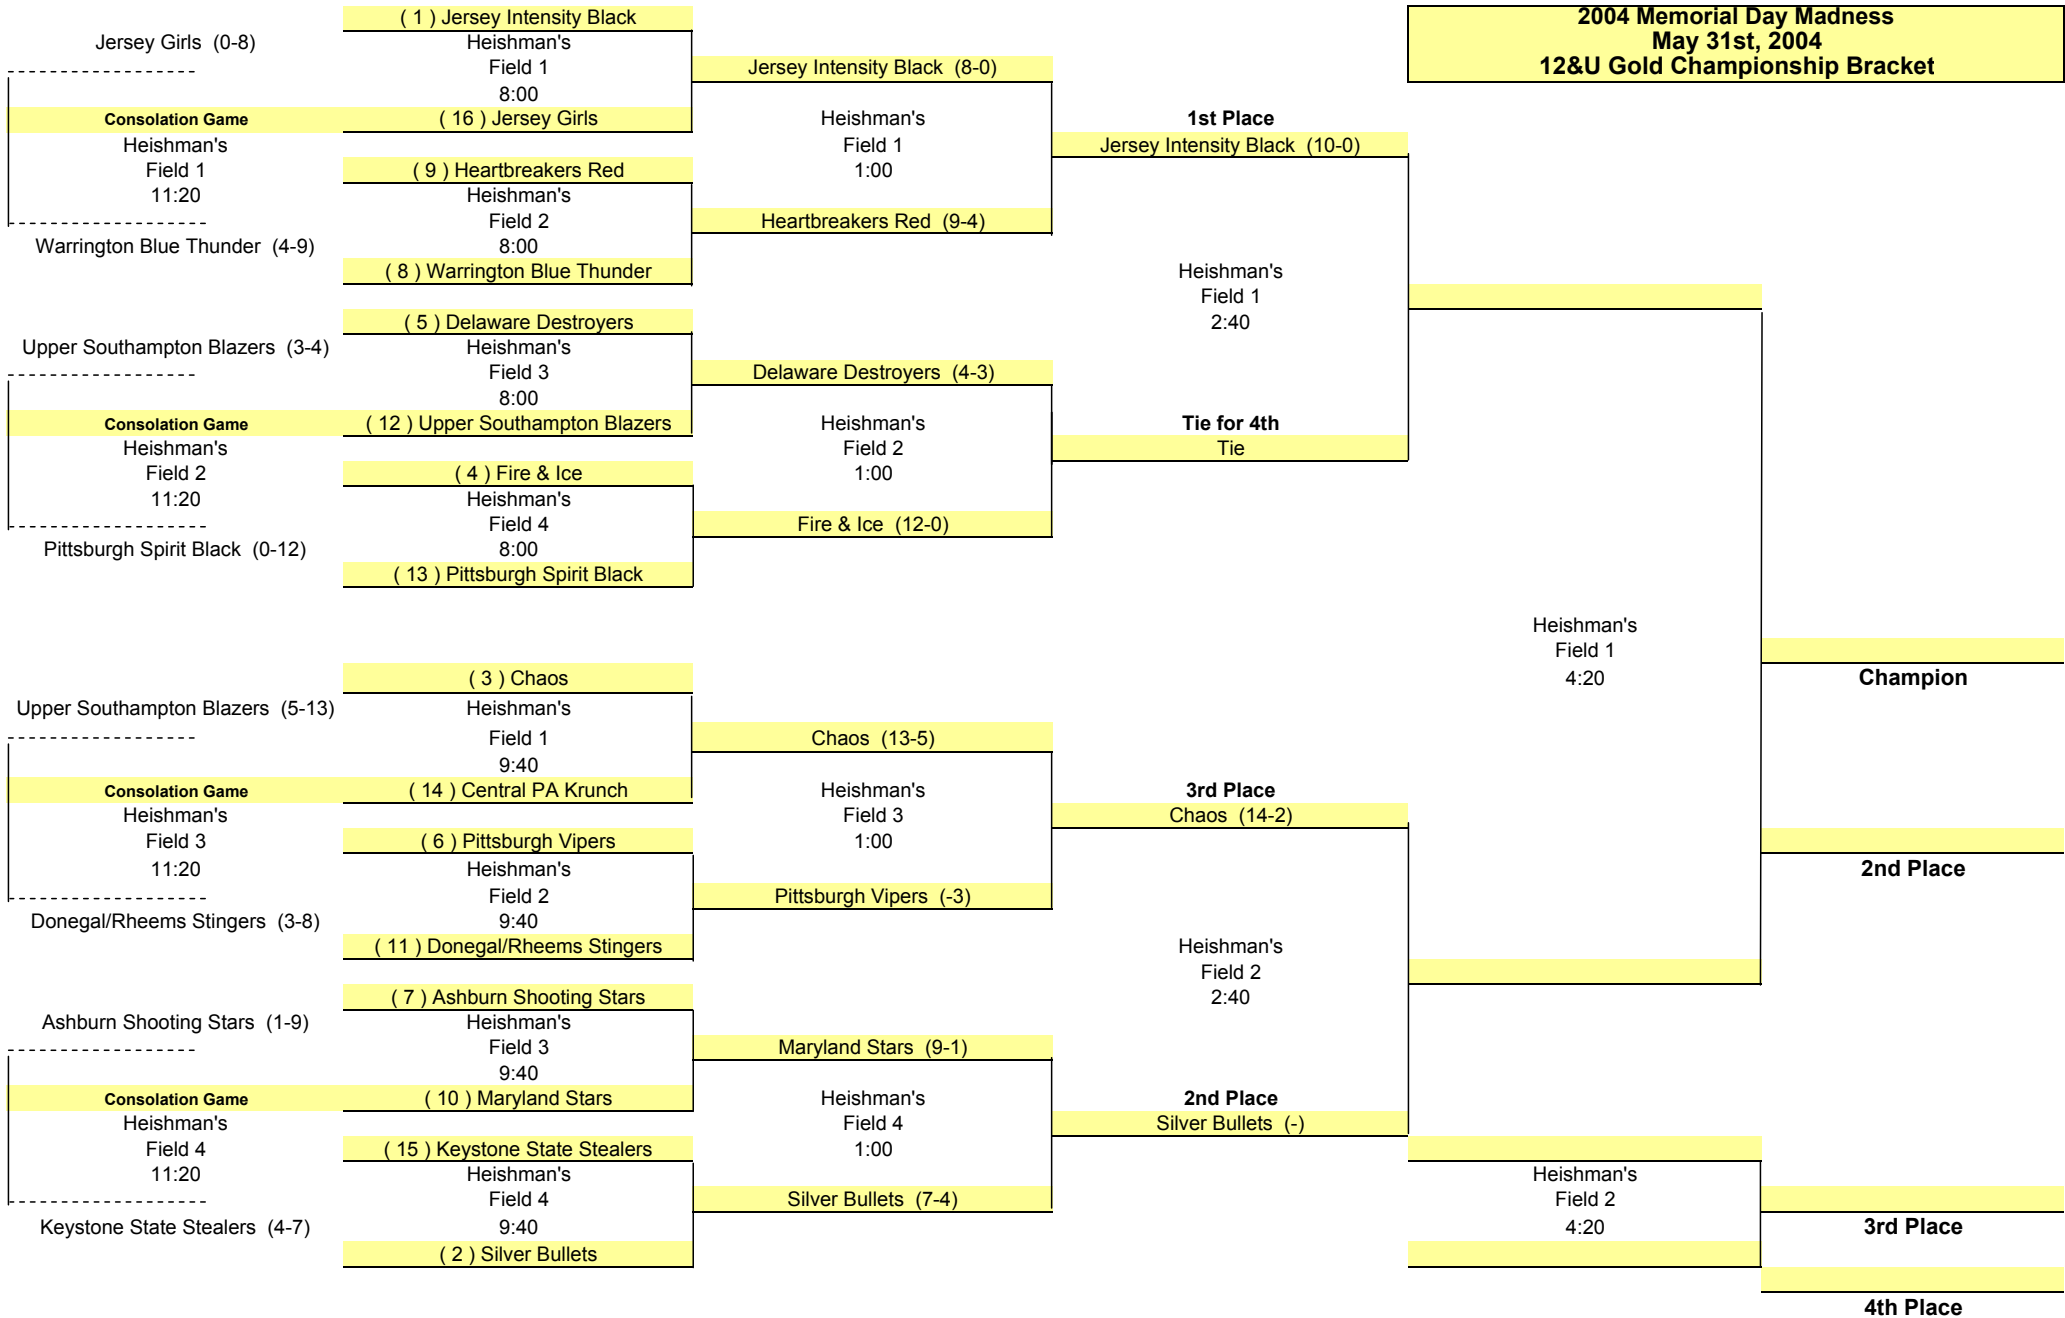 2004 Memorial Day Madness
May 31st, 2004
12&U Gold Championship Bracket
Jersey Girls (0-8)
Consolation Game
Heishman's
Field 1
11:20
Warrington Blue Thunder (4-9)
Upper Southampton Blazers (3-4)
Consolation Game
Heishman's
Field 2
11:20
Pittsburgh Spirit Black (0-12)
Upper Southampton Blazers (5-13)
Consolation Game
Heishman's
Field 3
11:20
Donegal/Rheems Stingers (3-8)
Ashburn Shooting Stars (1-9)
Consolation Game
Heishman's
Field 4
11:20
Keystone State Stealers (4-7)
( 1 ) Jersey Intensity Black
Heishman's
Field 1
8:00
( 16 ) Jersey Girls
( 9 ) Heartbreakers Red
Heishman's
Field 2
8:00
( 8 ) Warrington Blue Thunder
( 5 ) Delaware Destroyers
Heishman's
Field 3
8:00
( 12 ) Upper Southampton Blazers
( 4 ) Fire & Ice
Heishman's
Field 4
8:00
( 13 ) Pittsburgh Spirit Black
( 3 ) Chaos
Heishman's
Field 1
9:40
( 14 ) Central PA Krunch
( 6 ) Pittsburgh Vipers
Heishman's
Field 2
9:40
( 11 ) Donegal/Rheems Stingers
( 7 ) Ashburn Shooting Stars
Heishman's
Field 3
9:40
( 10 ) Maryland Stars
( 15 ) Keystone State Stealers
Heishman's
Field 4
9:40
( 2 ) Silver Bullets
Jersey Intensity Black (8-0)
Heishman's
Field 1
1:00
Heartbreakers Red (9-4)
Delaware Destroyers (4-3)
Heishman's
Field 2
1:00
Fire & Ice (12-0)
Chaos (13-5)
Heishman's
Field 3
1:00
Pittsburgh Vipers (-3)
Maryland Stars (9-1)
Heishman's
Field 4
1:00
Silver Bullets (7-4)
1st Place
Jersey Intensity Black (10-0)
Heishman's
Field 1
2:40
Tie for 4th
Tie
3rd Place
Chaos (14-2)
Heishman's
Field 2
2:40
2nd Place
Silver Bullets (-)
Heishman's
Field 1
4:20
Heishman's
Field 2
4:20
Champion
2nd Place
3rd Place
4th Place